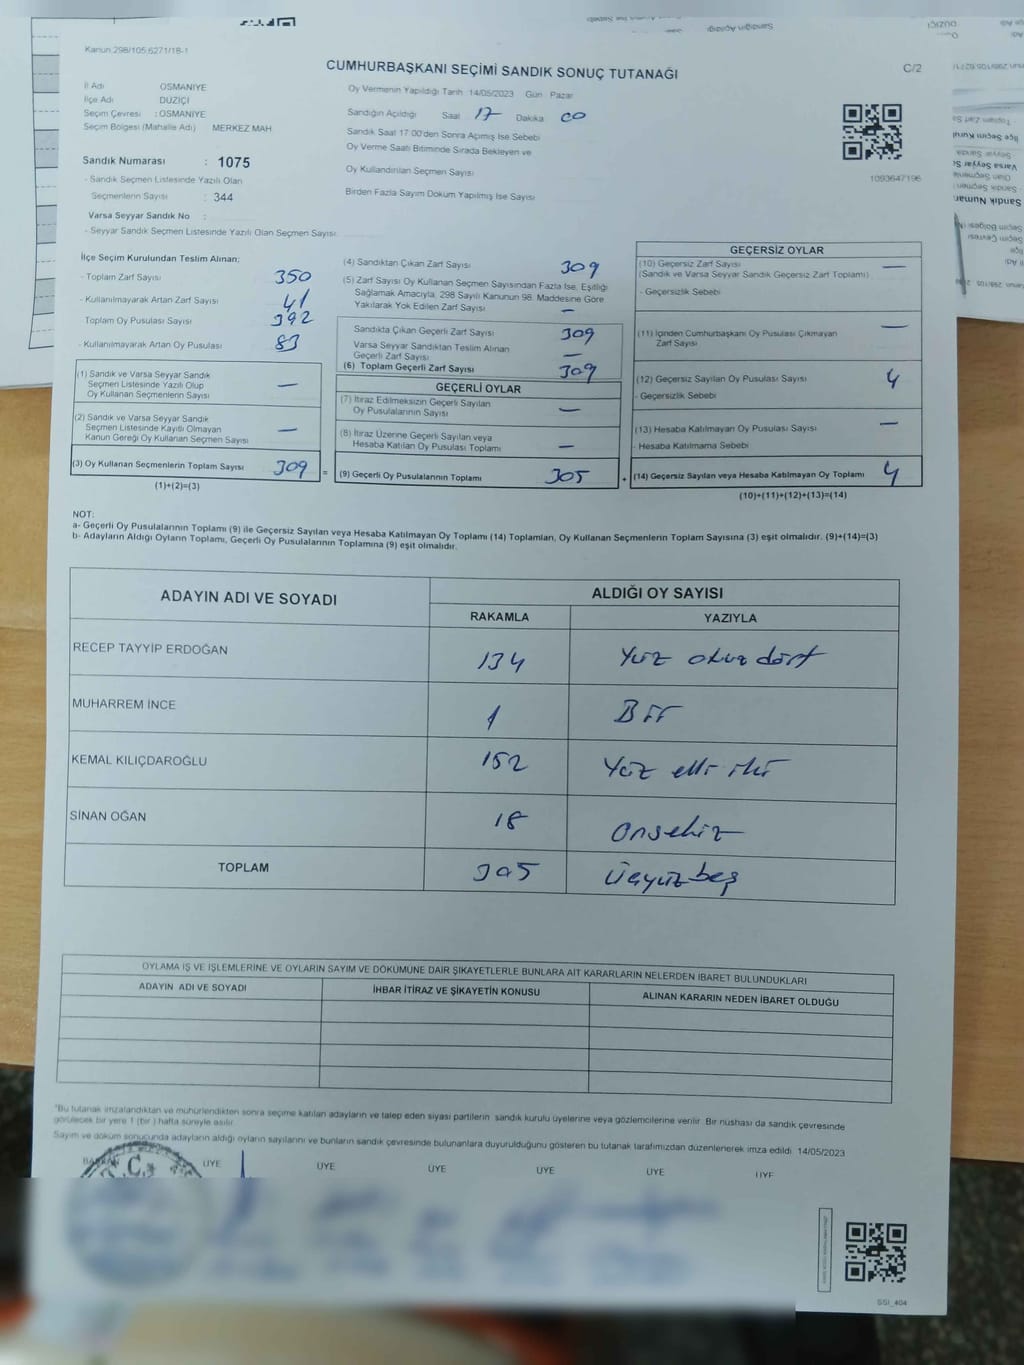 Kanun 298/105,6271/18-1
CUMHURBAŞKANI SEÇİMİ SANDIK SONUÇ TUTANAĞI
C/2
İl Adı OSMANİYE
İlçe Adı DÜZİÇİ
Seçim Çevresi : OSMANİYE
Seçim Bölgesi (Mahalle Adı) MERKEZ MAH.
Sandık Numarası : 1075
- Sandık Seçmen Listesinde Yazılı Olan
Seçmenlerin Sayısı : 344
Varsa Seyyar Sandık No :
- Seyyar Sandık Seçmen Listesinde Yazılı Olan Seçmen Sayısı
Oy Vermenin Yapıldığı Tarih 14/05/2023 Gün Pazar
Sandığın Açıldığı Saat 17 Dakika 00
Sandık Saat 17:00'den Sonra Açımış İse Sebebi
Oy Verme Saati Bitiminde Sırada Bekleyen ve
Oy Kullandırılan Seçmen Sayısı
Birden Fazla Sayım Döküm Yapılmış İse Sayısı
1093647196
İlçe Seçim Kurulundan Teslim Alınan;
- Toplam Zarf Sayısı 350
- Kullanılmayarak Artan Zarf Sayısı 41
- Toplam Oy Pusulası Sayısı 392
- Kullanılmayarak Artan Oy Pusulası 83
(1) Sandık ve Varsa Seyyar Sandık
Seçmen Listesinde Yazılı Olup
Oy Kullanan Seçmenlerin Sayısı —
(2) Sandık ve Varsa Seyyar Sandık
Seçmen Listesinde Kayıtlı Olmayan
Kanun Gereği Oy Kullanan Seçmen Sayısı —
(3) Oy Kullanan Seçmenlerin Toplam Sayısı 309 =
(1)+(2)=(3)
(4) Sandıktan Çıkan Zarf Sayısı 309
(5) Zarf Sayısı Oy Kullanan Seçmen Sayısından Fazla İse, Eşitliği
Sağlamak Amacıyla, 298 Sayılı Kanunun 98. Maddesine Göre
Yakılarak Yok Edilen Zarf Sayısı —
Sandıkta Çıkan Geçerli Zarf Sayısı 309
Varsa Seyyar Sandıktan Teslim Alınan
Geçerli Zarf Sayısı —
(6) Toplam Geçerli Zarf Sayısı 309
GEÇERLİ OYLAR
(7) İtiraz Edilmeksizin Geçerli Sayılan
Oy Pusulalarının Sayısı —
(8) İtiraz Üzerine Geçerli Sayılan veya
Hesaba Katılan Oy Pusulası Toplamı —
(9) Geçerli Oy Pusulalarının Toplamı 305 +
GEÇERSİZ OYLAR
(10) Geçersiz Zarf Sayısı —
(Sandık ve Varsa Seyyar Sandık Geçersiz Zarf Toplamı)
- Geçersizlik Sebebi
(11) İçinden Cumhurbaşkanı Oy Pusulası Çıkmayan —
Zarf Sayısı
(12) Geçersiz Sayılan Oy Pusulası Sayısı 4
- Geçersizlik Sebebi
(13) Hesaba Katılmayan Oy Pusulası Sayısı —
- Hesaba Katılmama Sebebi
(14) Geçersiz Sayılan veya Hesaba Katılmayan Oy Toplamı 4
(10)+(11)+(12)+(13)=(14)
NOT:
a- Geçerli Oy Pusulalarının Toplamı (9) ile Geçersiz Sayılan veya Hesaba Katılmayan Oy Toplamı (14) Toplamları, Oy Kullanan Seçmenlerin Toplam Sayısına (3) eşit olmalıdır. (9)+(14)=(3)
b- Adayların Aldığı Oyların Toplamı, Geçerli Oy Pusulalarının Toplamına (9) eşit olmalıdır.
ADAYIN ADI VE SOYADI ALDIĞI OY SAYISI
RAKAMLA YAZIYLA
RECEP TAYYİP ERDOĞAN 134 Yüz otuz dört
MUHARREM İNCE 1 Bir
KEMAL KILIÇDAROĞLU 152 Yüz elli iki
SİNAN OĞAN 18 Onsekiz
TOPLAM 305 Üçyüz beş
OYLAMA İŞ VE İŞLEMLERİNE VE OYLARIN SAYIM VE DÖKÜMÜNE DAİR ŞİKAYETLERLE BUNLARA AİT KARARLARIN NELERDEN İBARET BULUNDUKLARI
ADAYIN ADI VE SOYADI İHBAR İTİRAZ VE ŞİKAYETİN KONUSU ALINAN KARARIN NEDEN İBARET OLDUĞU
*Bu tutanak imzalandıktan ve mühürlendikten sonra seçime katılan adayların ve talep eden siyasi partilerin sandık kurulu üyelerine veya gözlemcilerine verilir. Bir nüshası da sandık çevresinde
görülecek bir yere 1 (bir) hafta süreyle asılır.
Sayım ve döküm sonucunda adayların aldığı oyların sayılarını ve bunların sandık çevresinde bulunanlara duyurulduğunu gösteren bu tutanak tarafımızdan düzenlenerek imza edildi. 14/05/2023
BAŞKAN ÜYE ÜYE ÜYE ÜYE ÜYE ÜYE
T.C.
SSI_404